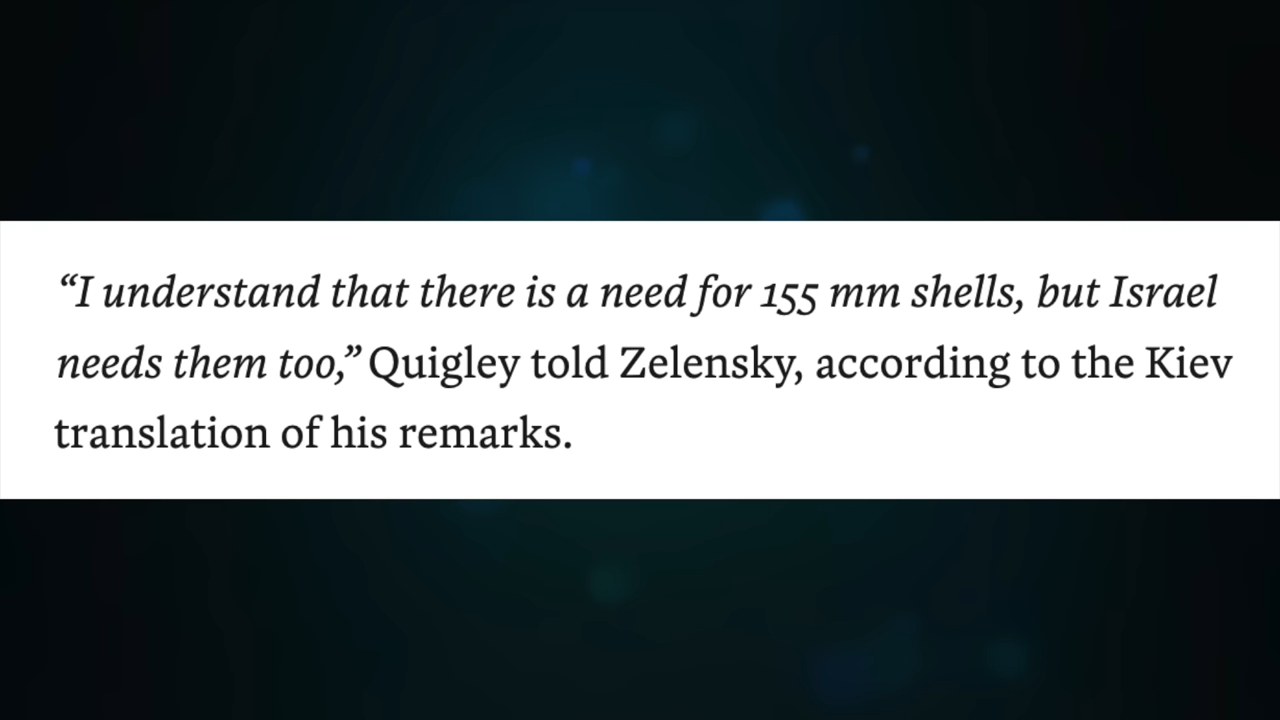 “I understand that there is a need for 155 mm shells, but Israel
needs them too,” Quigley told Zelensky, according to the Kiev
translation of his remarks.